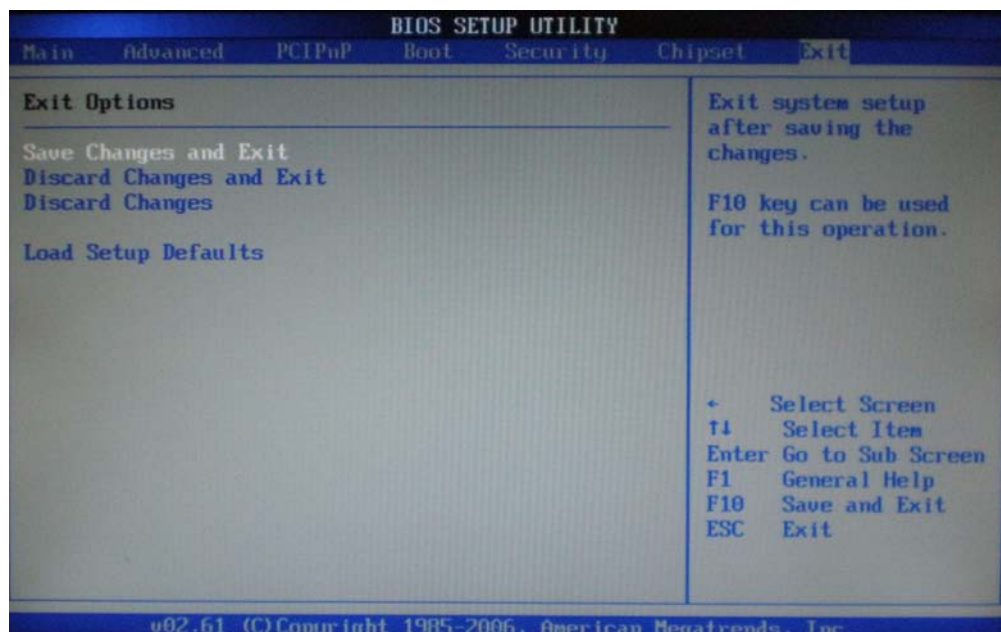 BIOS SETUP UTILITY
Main Advanced PCIPnP Boot Security Chipset Exit
Exit Options
Save Changes and Exit
Discard Changes and Exit
Discard Changes
Load Setup Defaults
Exit system setup
after saving the
changes.
F10 key can be used
for this operation.
← Select Screen
↑↓ Select Item
Enter Go to Sub Screen
F1 General Help
F10 Save and Exit
ESC Exit
v02.61 (C)Copyright 1985-2006, American Megatrends, Inc